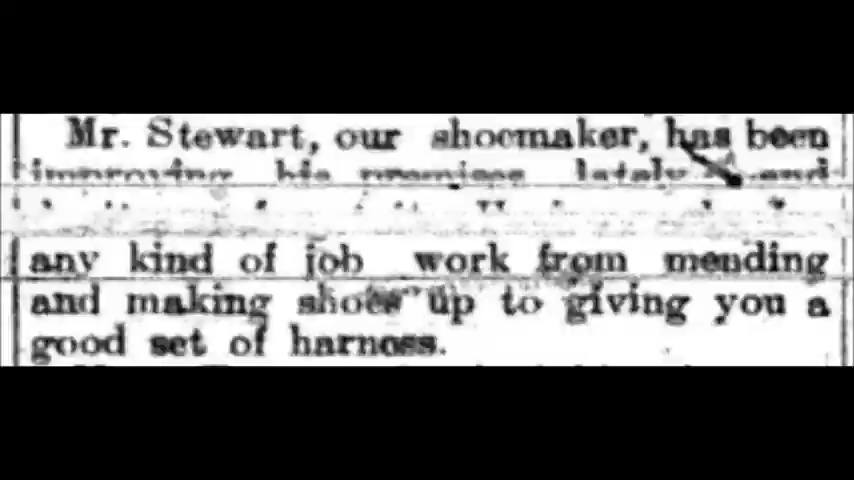 Mr. Stewart, our shoemaker, has been
improving his premises lately and
any kind of job work from mending
and making shoes up to giving you a
good set of harness.